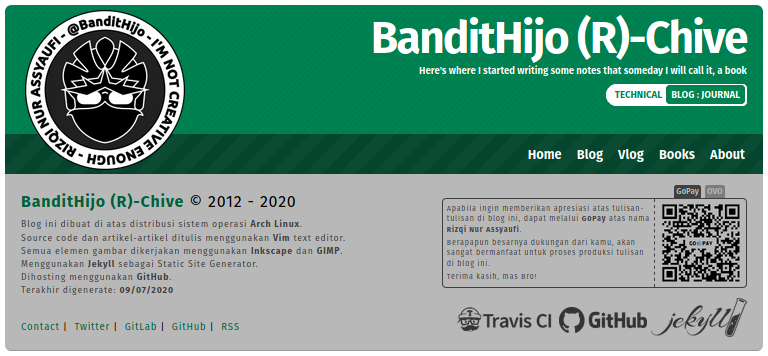 RIZQI NUR ASSYAUFI - @BanditHijo - I'M NOT CREATIVE ENOUGH -
BanditHijo (R)-Chive
Here's where I started writing some notes that someday I will call it, a book
TECHNICAL BLOG : JOURNAL
Home Blog Vlog Books About
BanditHijo (R)-Chive © 2012 - 2020
Blog ini dibuat di atas distribusi sistem operasi Arch Linux.
Source code dan artikel-artikel ditulis menggunakan Vim text editor.
Semua elemen gambar dikerjakan menggunakan Inkscape dan GIMP.
Menggunakan Jekyll sebagai Static Site Generator.
Dihosting menggunakan GitHub.
Terakhir digenerate: 09/07/2020
Contact | Twitter | GitLab | GitHub | RSS
GoPay OVO
Apabila ingin memberikan apresiasi atas tulisan-
tulisan di blog ini, dapat melalui GoPay atas nama
Rizqi Nur Assyaufi.
Berapapun besarnya dukungan dari kamu, akan
sangat bermanfaat untuk proses produksi tulisan
di blog ini.
Terima kasih, mas Bro!
GO PAY
Travis CI GitHub jekyll